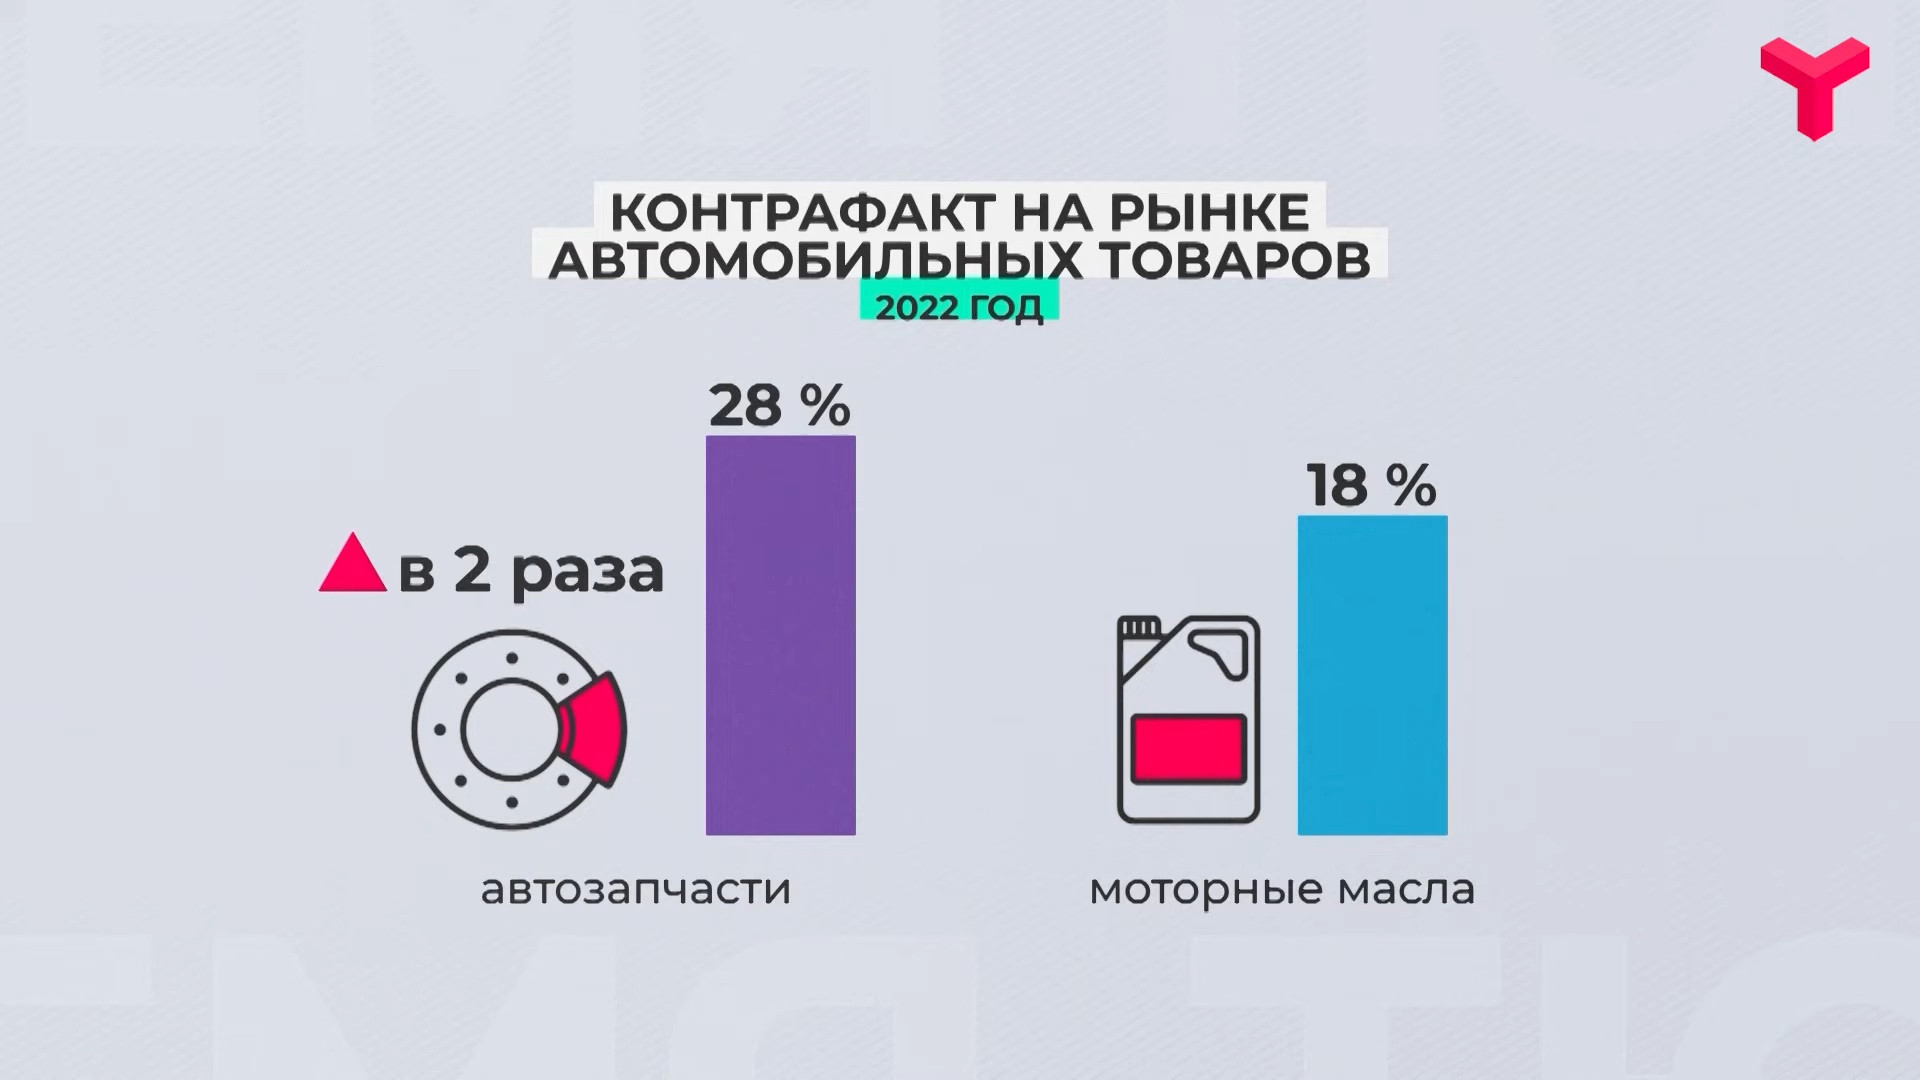 КОНТРАФАКТ НА РЫНКЕ
АВТОМОБИЛЬНЫХ ТОВАРОВ
2022 ГОД
28 %
18 %
в 2 раза
автозапчасти
моторные масла